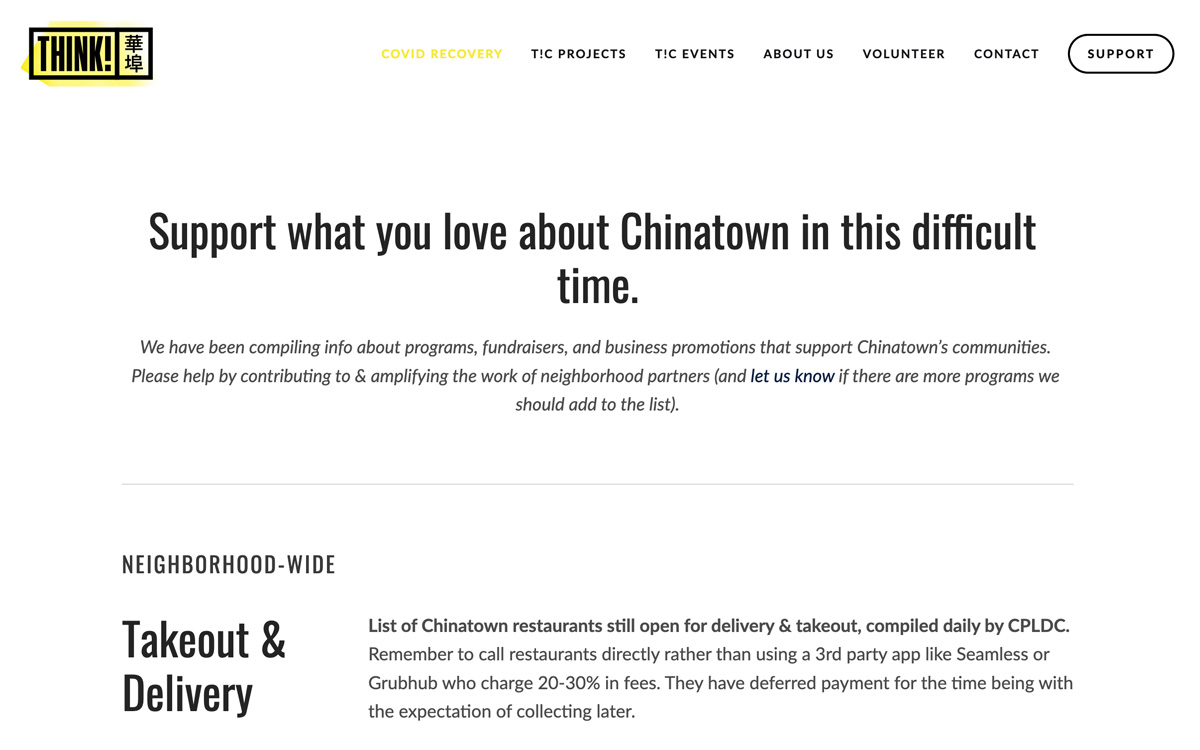 THINK! 華埠
COVID RECOVERY T!C PROJECTS T!C EVENTS ABOUT US VOLUNTEER CONTACT SUPPORT
Support what you love about Chinatown in this difficult
time.
We have been compiling info about programs, fundraisers, and business promotions that support Chinatown’s communities.
Please help by contributing to & amplifying the work of neighborhood partners (and let us know if there are more programs we
should add to the list).
NEIGHBORHOOD-WIDE
Takeout &
Delivery
List of Chinatown restaurants still open for delivery & takeout, compiled daily by CPLDC.
Remember to call restaurants directly rather than using a 3rd party app like Seamless or
Grubhub who charge 20-30% in fees. They have deferred payment for the time being with
the expectation of collecting later.